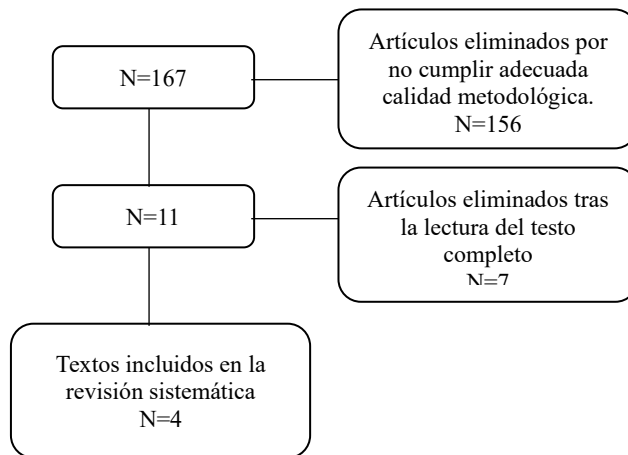 N=167
Artículos eliminados por
no cumplir adecuada
calidad metodológica.
N=156
N=11
Artículos eliminados tras
la lectura del testo
completo
N=7
Textos incluidos en la
revisión sistemática
N=4